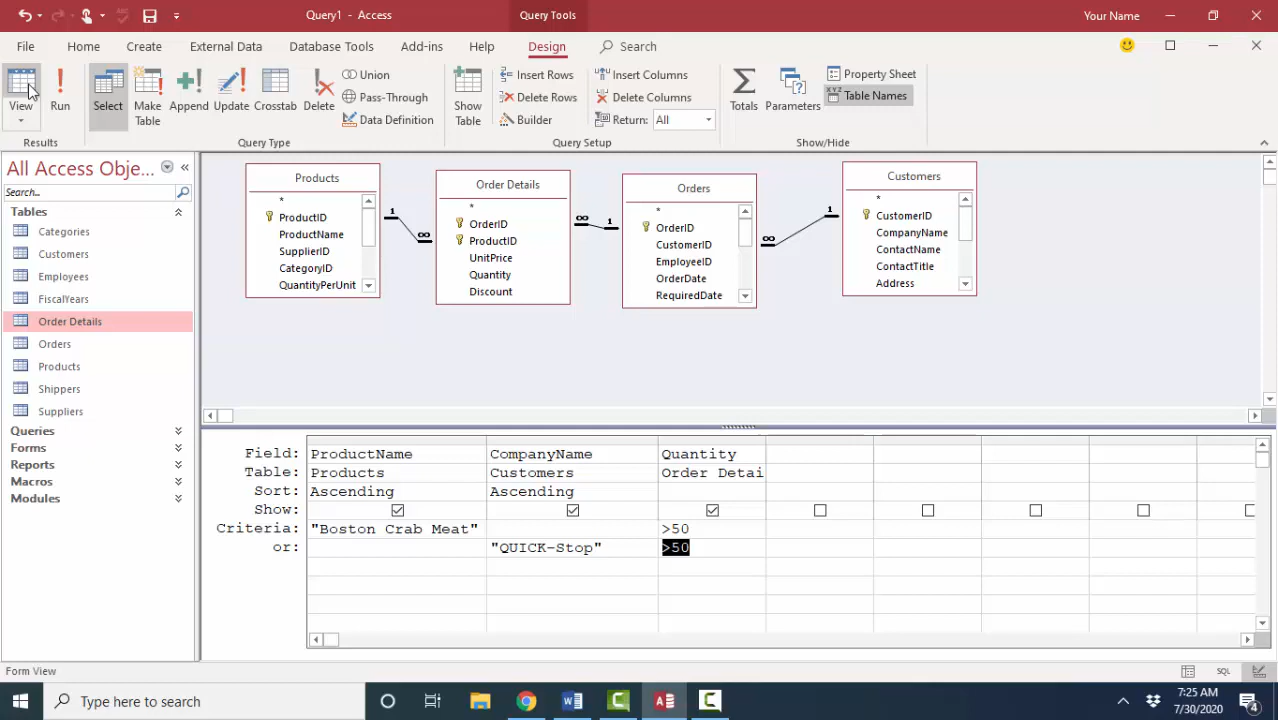 Query1 - Access
Query Tools
Your Name
File Home Create External Data Database Tools Add-ins Help Design Search
View
Run
Select
Make Table
Append
Update
Crosstab
Delete
Union
Pass-Through
Data Definition
Show Table
Insert Rows
Delete Rows
Builder
Insert Columns
Delete Columns
Return: All
Totals
Parameters
Property Sheet
XYZ Table Names
Results
Query Type
Query Setup
Show/Hide
All Access Obje...
Search...
Tables
Categories
Customers
Employees
FiscalYears
Order Details
Orders
Products
Shippers
Suppliers
Queries
Forms
Reports
Macros
Modules
Products
*
ProductID
ProductName
SupplierID
CategoryID
QuantityPerUnit
1
∞
Order Details
*
OrderID
ProductID
UnitPrice
Quantity
Discount
∞
1
Orders
*
OrderID
CustomerID
EmployeeID
OrderDate
RequiredDate
∞
1
Customers
*
CustomerID
CompanyName
ContactName
ContactTitle
Address
Field: ProductName CompanyName Quantity
Table: Products Customers Order Detai
Sort: Ascending Ascending
Show:
Criteria: "Boston Crab Meat" >50
or: "QUICK-Stop" >50
Form View
SQL
Type here to search
7:25 AM
7/30/2020
4